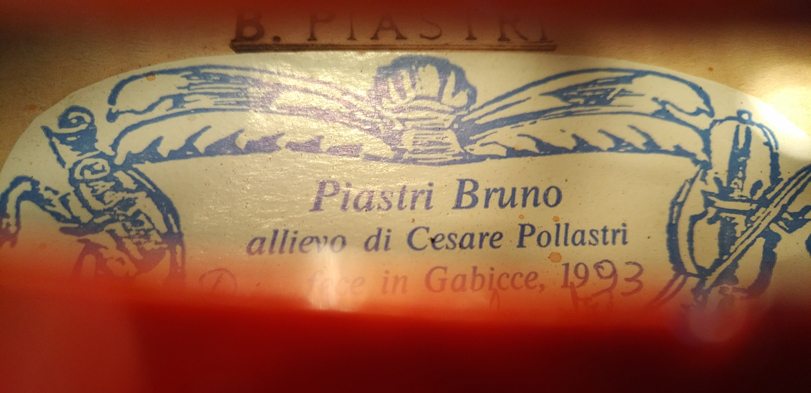 B. PIASTRI
Piastri Bruno
allievo di Cesare Pollastri
fece in Gabicce, 1993